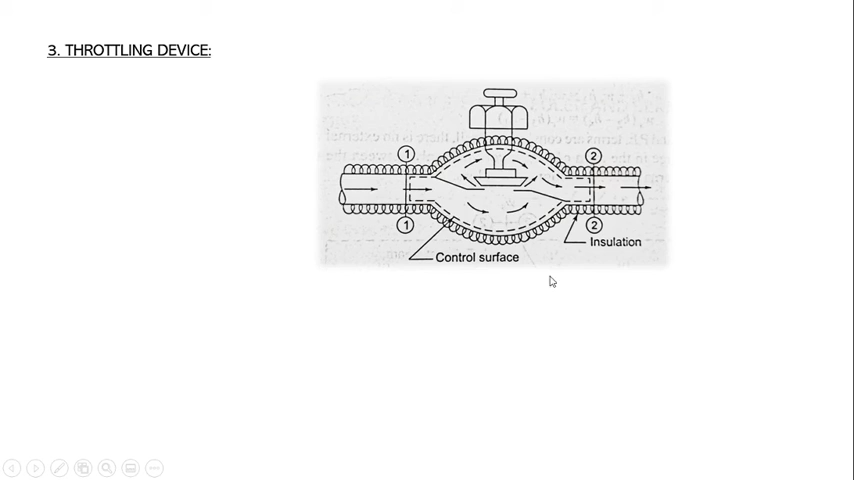 3. THROTTLING DEVICE:
1
2
1
2
Insulation
Control surface